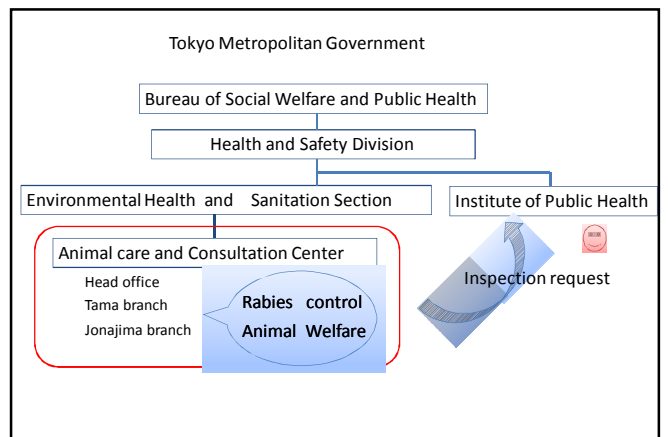 Tokyo Metropolitan Government
Bureau of Social Welfare and Public Health
Health and Safety Division
Environmental Health and Sanitation Section
Institute of Public Health
Animal care and Consultation Center
Head office
Tama branch
Jonajima branch
Rabies control
Animal Welfare
Inspection request